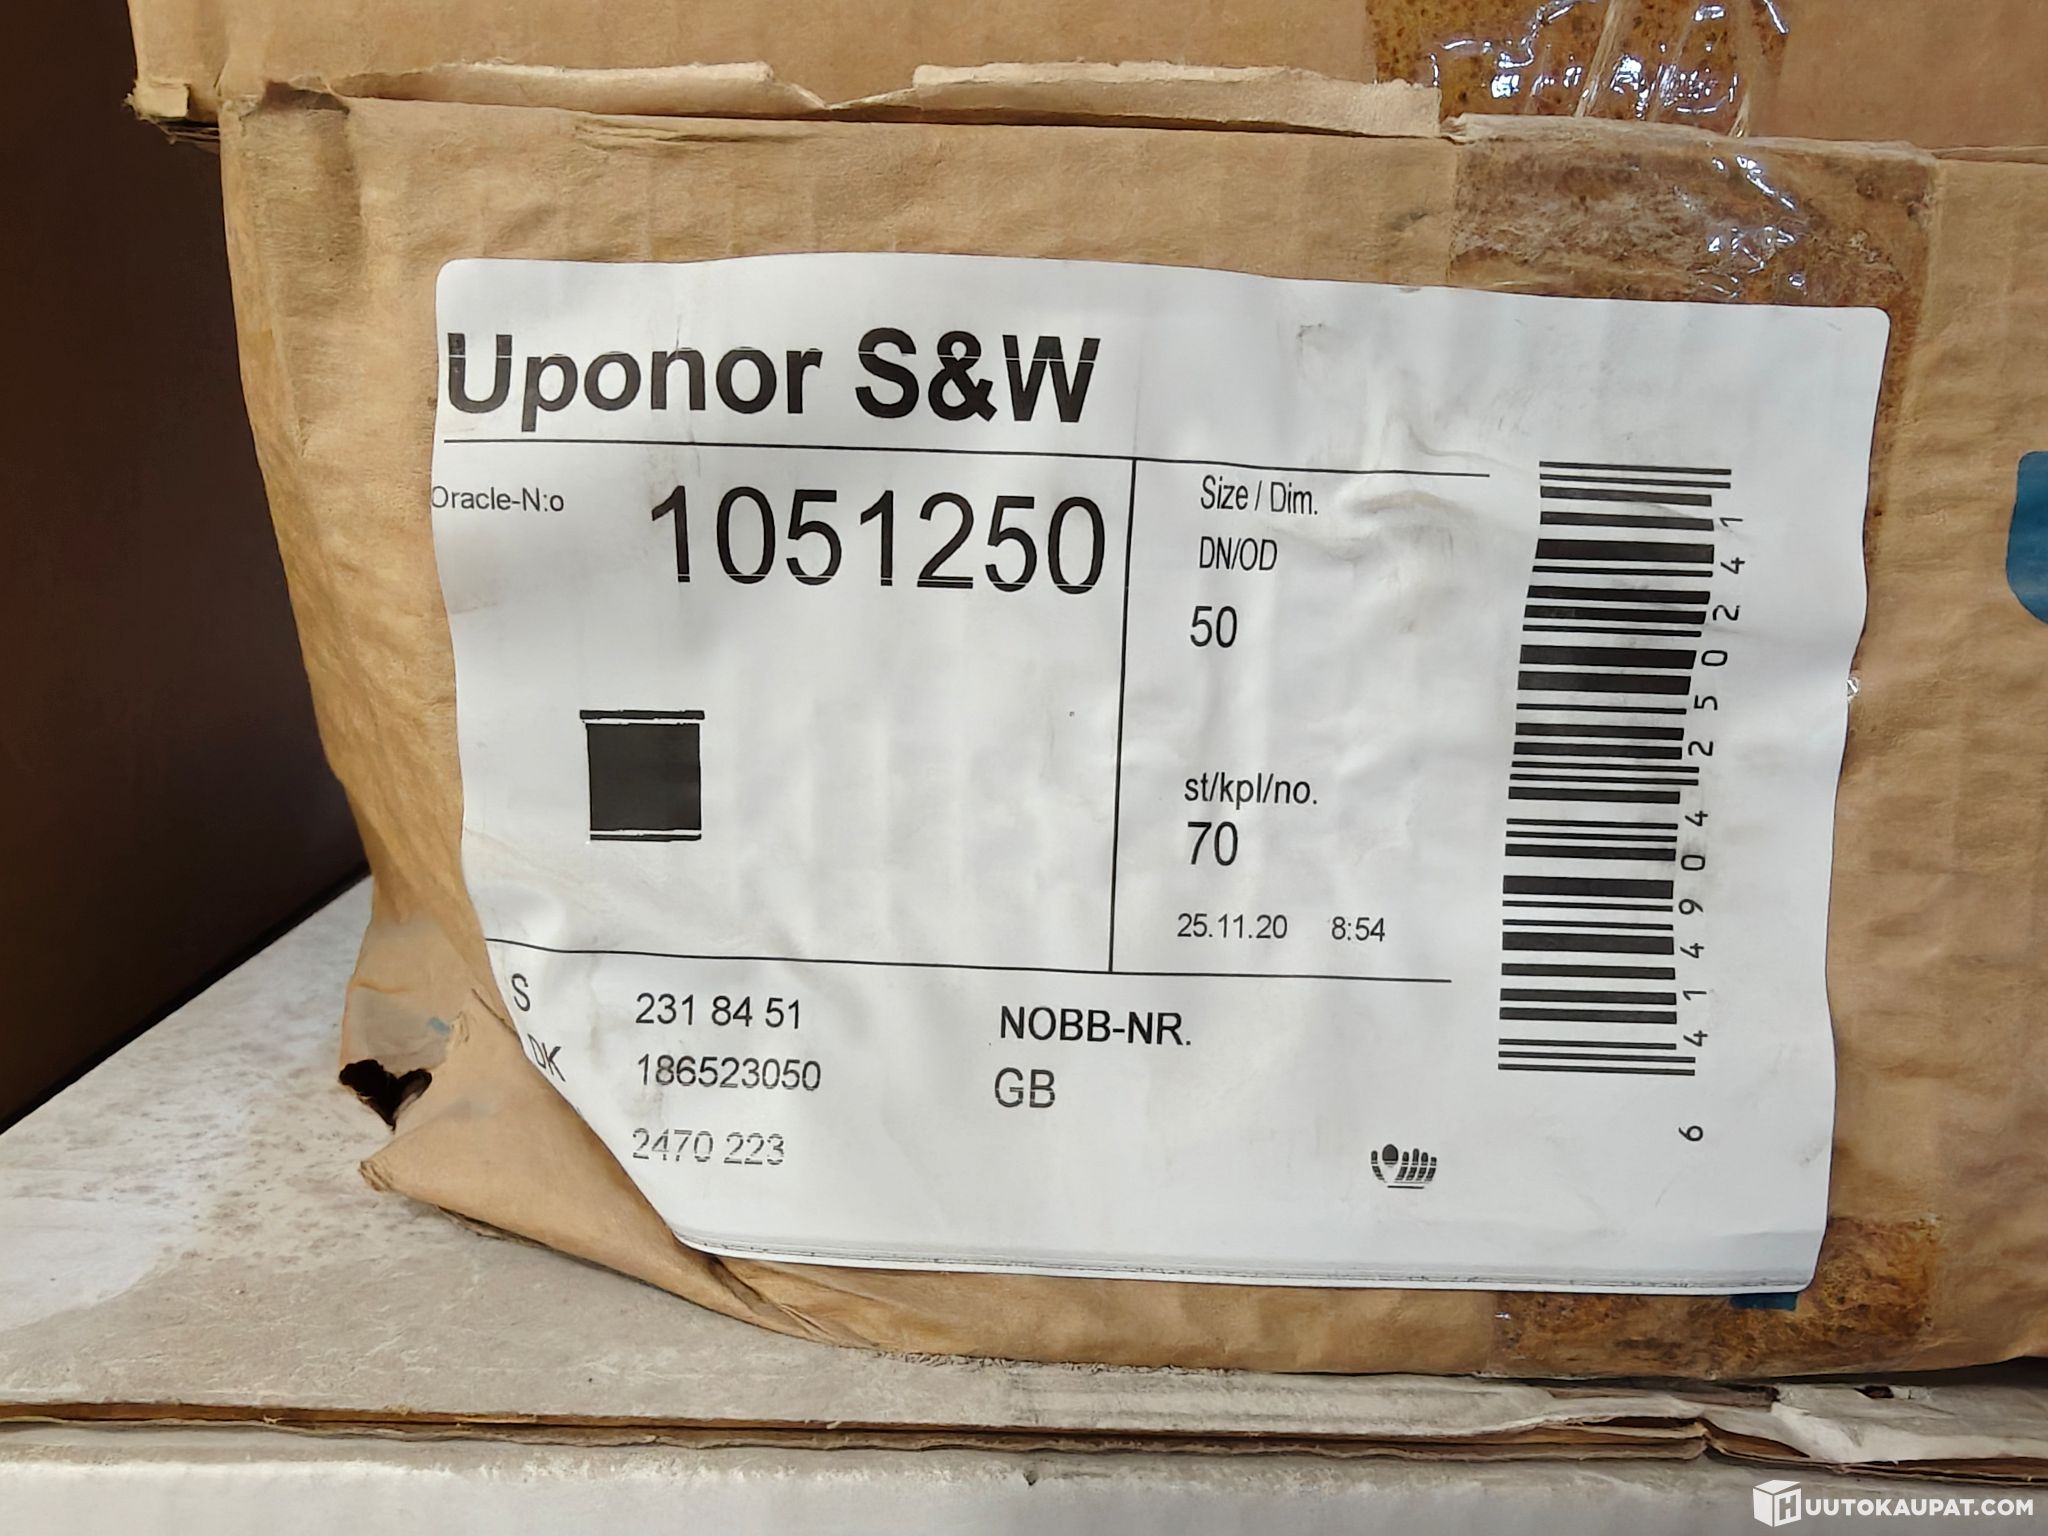 Uponor S&W
Oracle-N:o
1051250
Size / Dim.
DN/OD
50
st/kpl/no.
70
25.11.20 8:54
S 231 84 51
DK 186523050
2470 223
NOBB-NR.
GB
6 414904 250241
HUUTOKAUPAT.COM